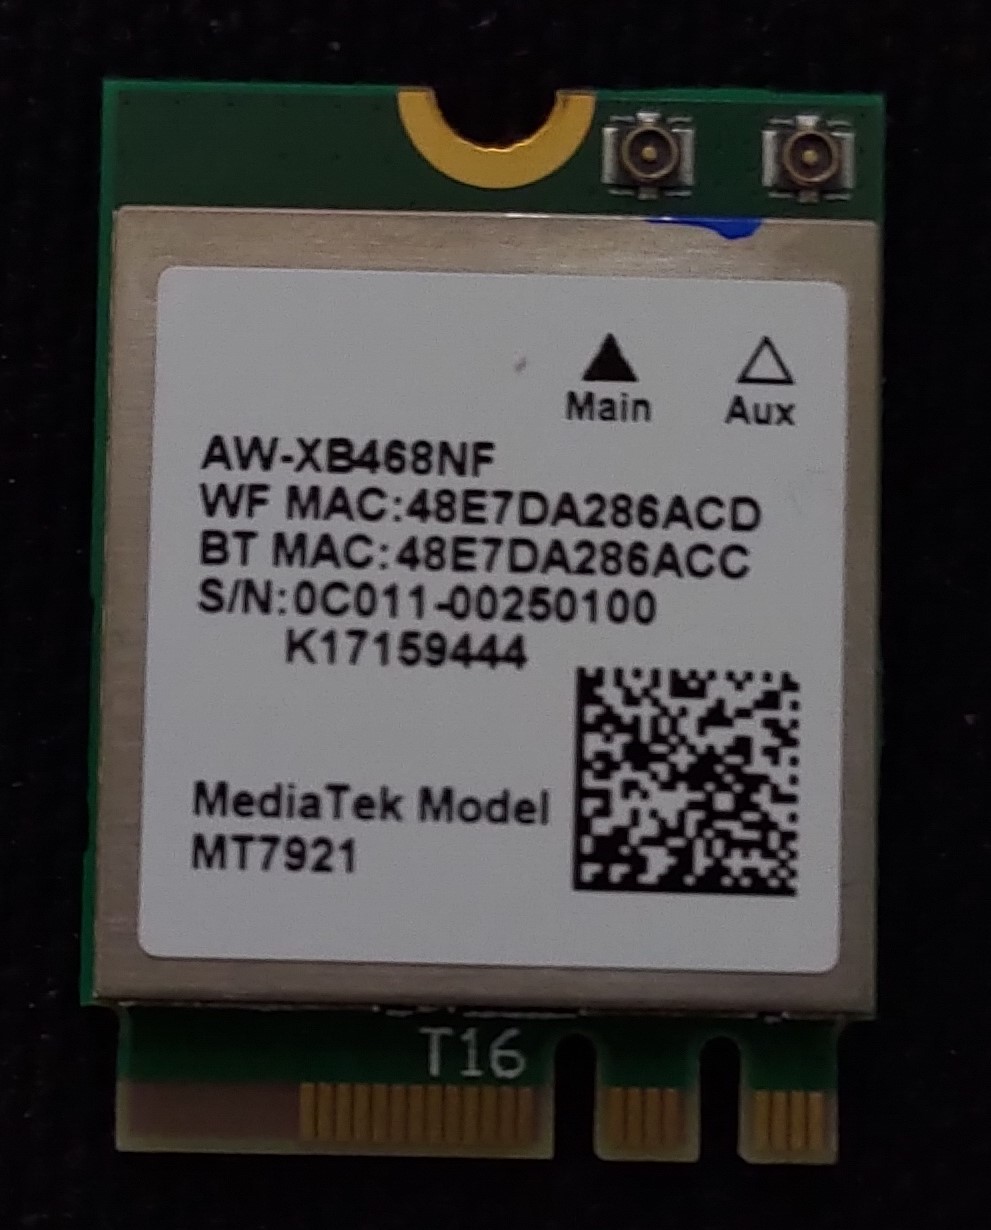 Main Aux
AW-XB468NF
WF MAC:48E7DA286ACD
BT MAC:48E7DA286ACC
S/N:0C011-00250100
K17159444
MediaTek Model
MT7921
T16